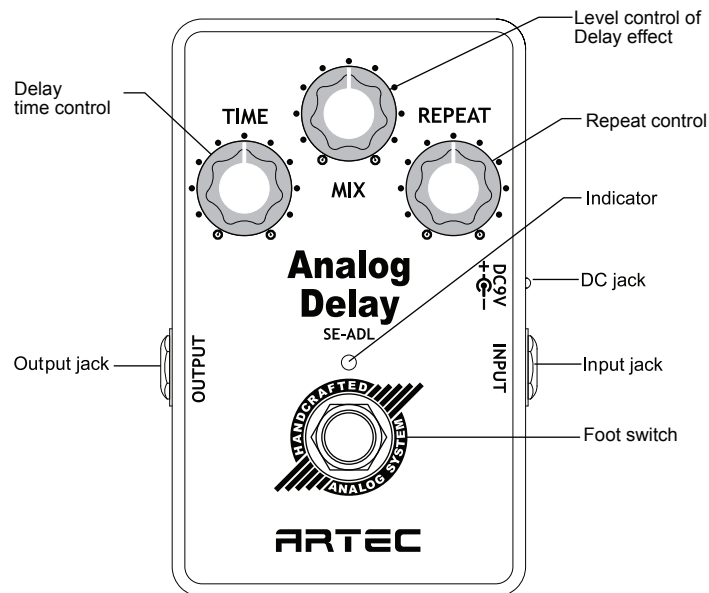 Level control of
Delay effect
Delay
time control
TIME
REPEAT
Repeat control
MIX
Indicator
Analog
Delay
SE-ADL
DC9V
+ −
DC jack
Output jack
OUTPUT
INPUT
Input jack
HANDCRAFTED
ANALOG SYSTEM
Foot switch
ARTEC